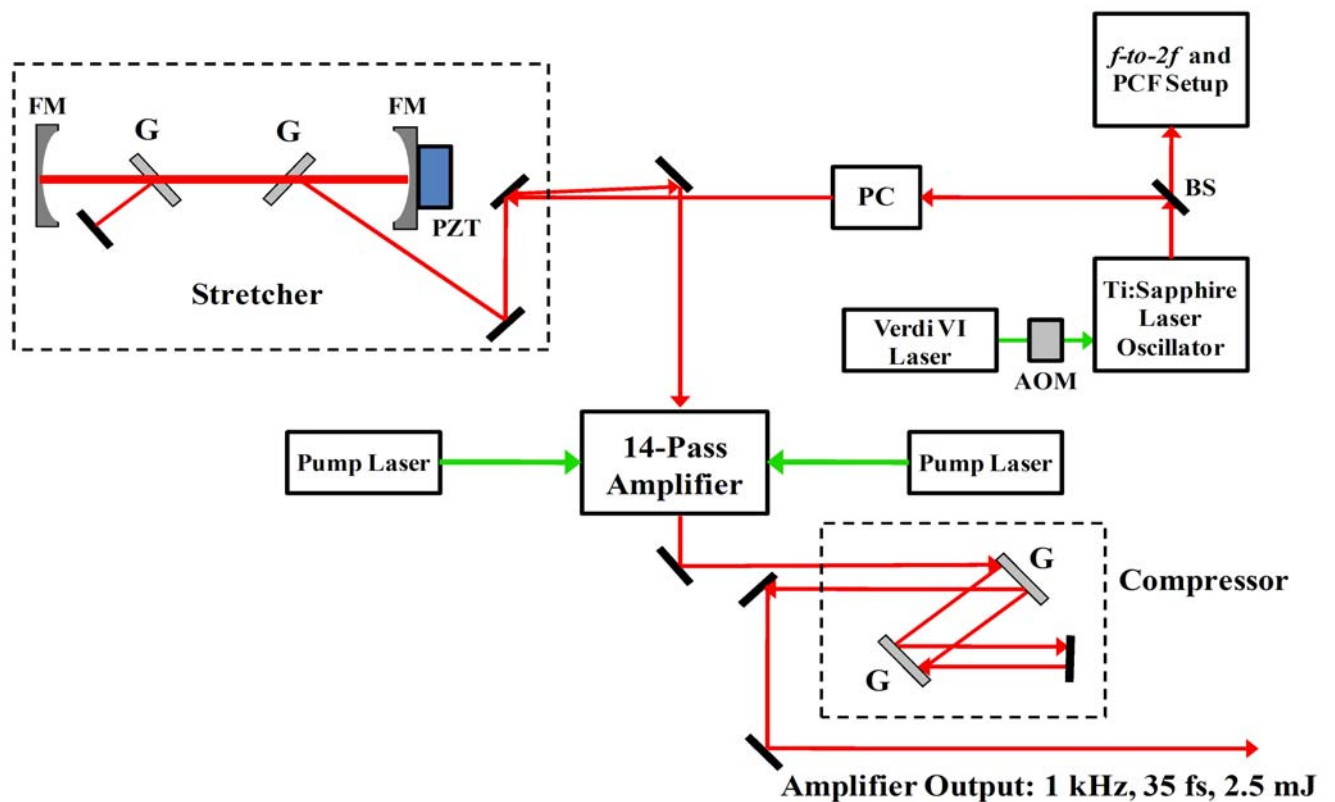 f-to-2f and
PCF Setup
FM
G
G
FM
PZT
Stretcher
PC
BS
Ti:Sapphire
Laser
Oscillator
Verdi VI
Laser
AOM
Pump Laser
14-Pass
Amplifier
Pump Laser
G
G
Compressor
Amplifier Output: 1 kHz, 35 fs, 2.5 mJ